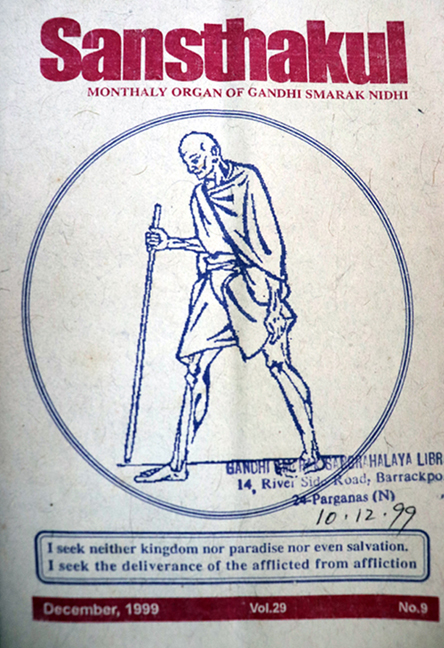 Sansthakul
MONTHALY ORGAN OF GANDHI SMARAK NIDHI
GANDHI LIBR
14, River Side Road, Barrackpo
24-Parganas (N)
10.12.99
I seek neither kingdom nor paradise nor even salvation.
I seek the deliverance of the afflicted from affliction
December, 1999 Vol.29 No.9